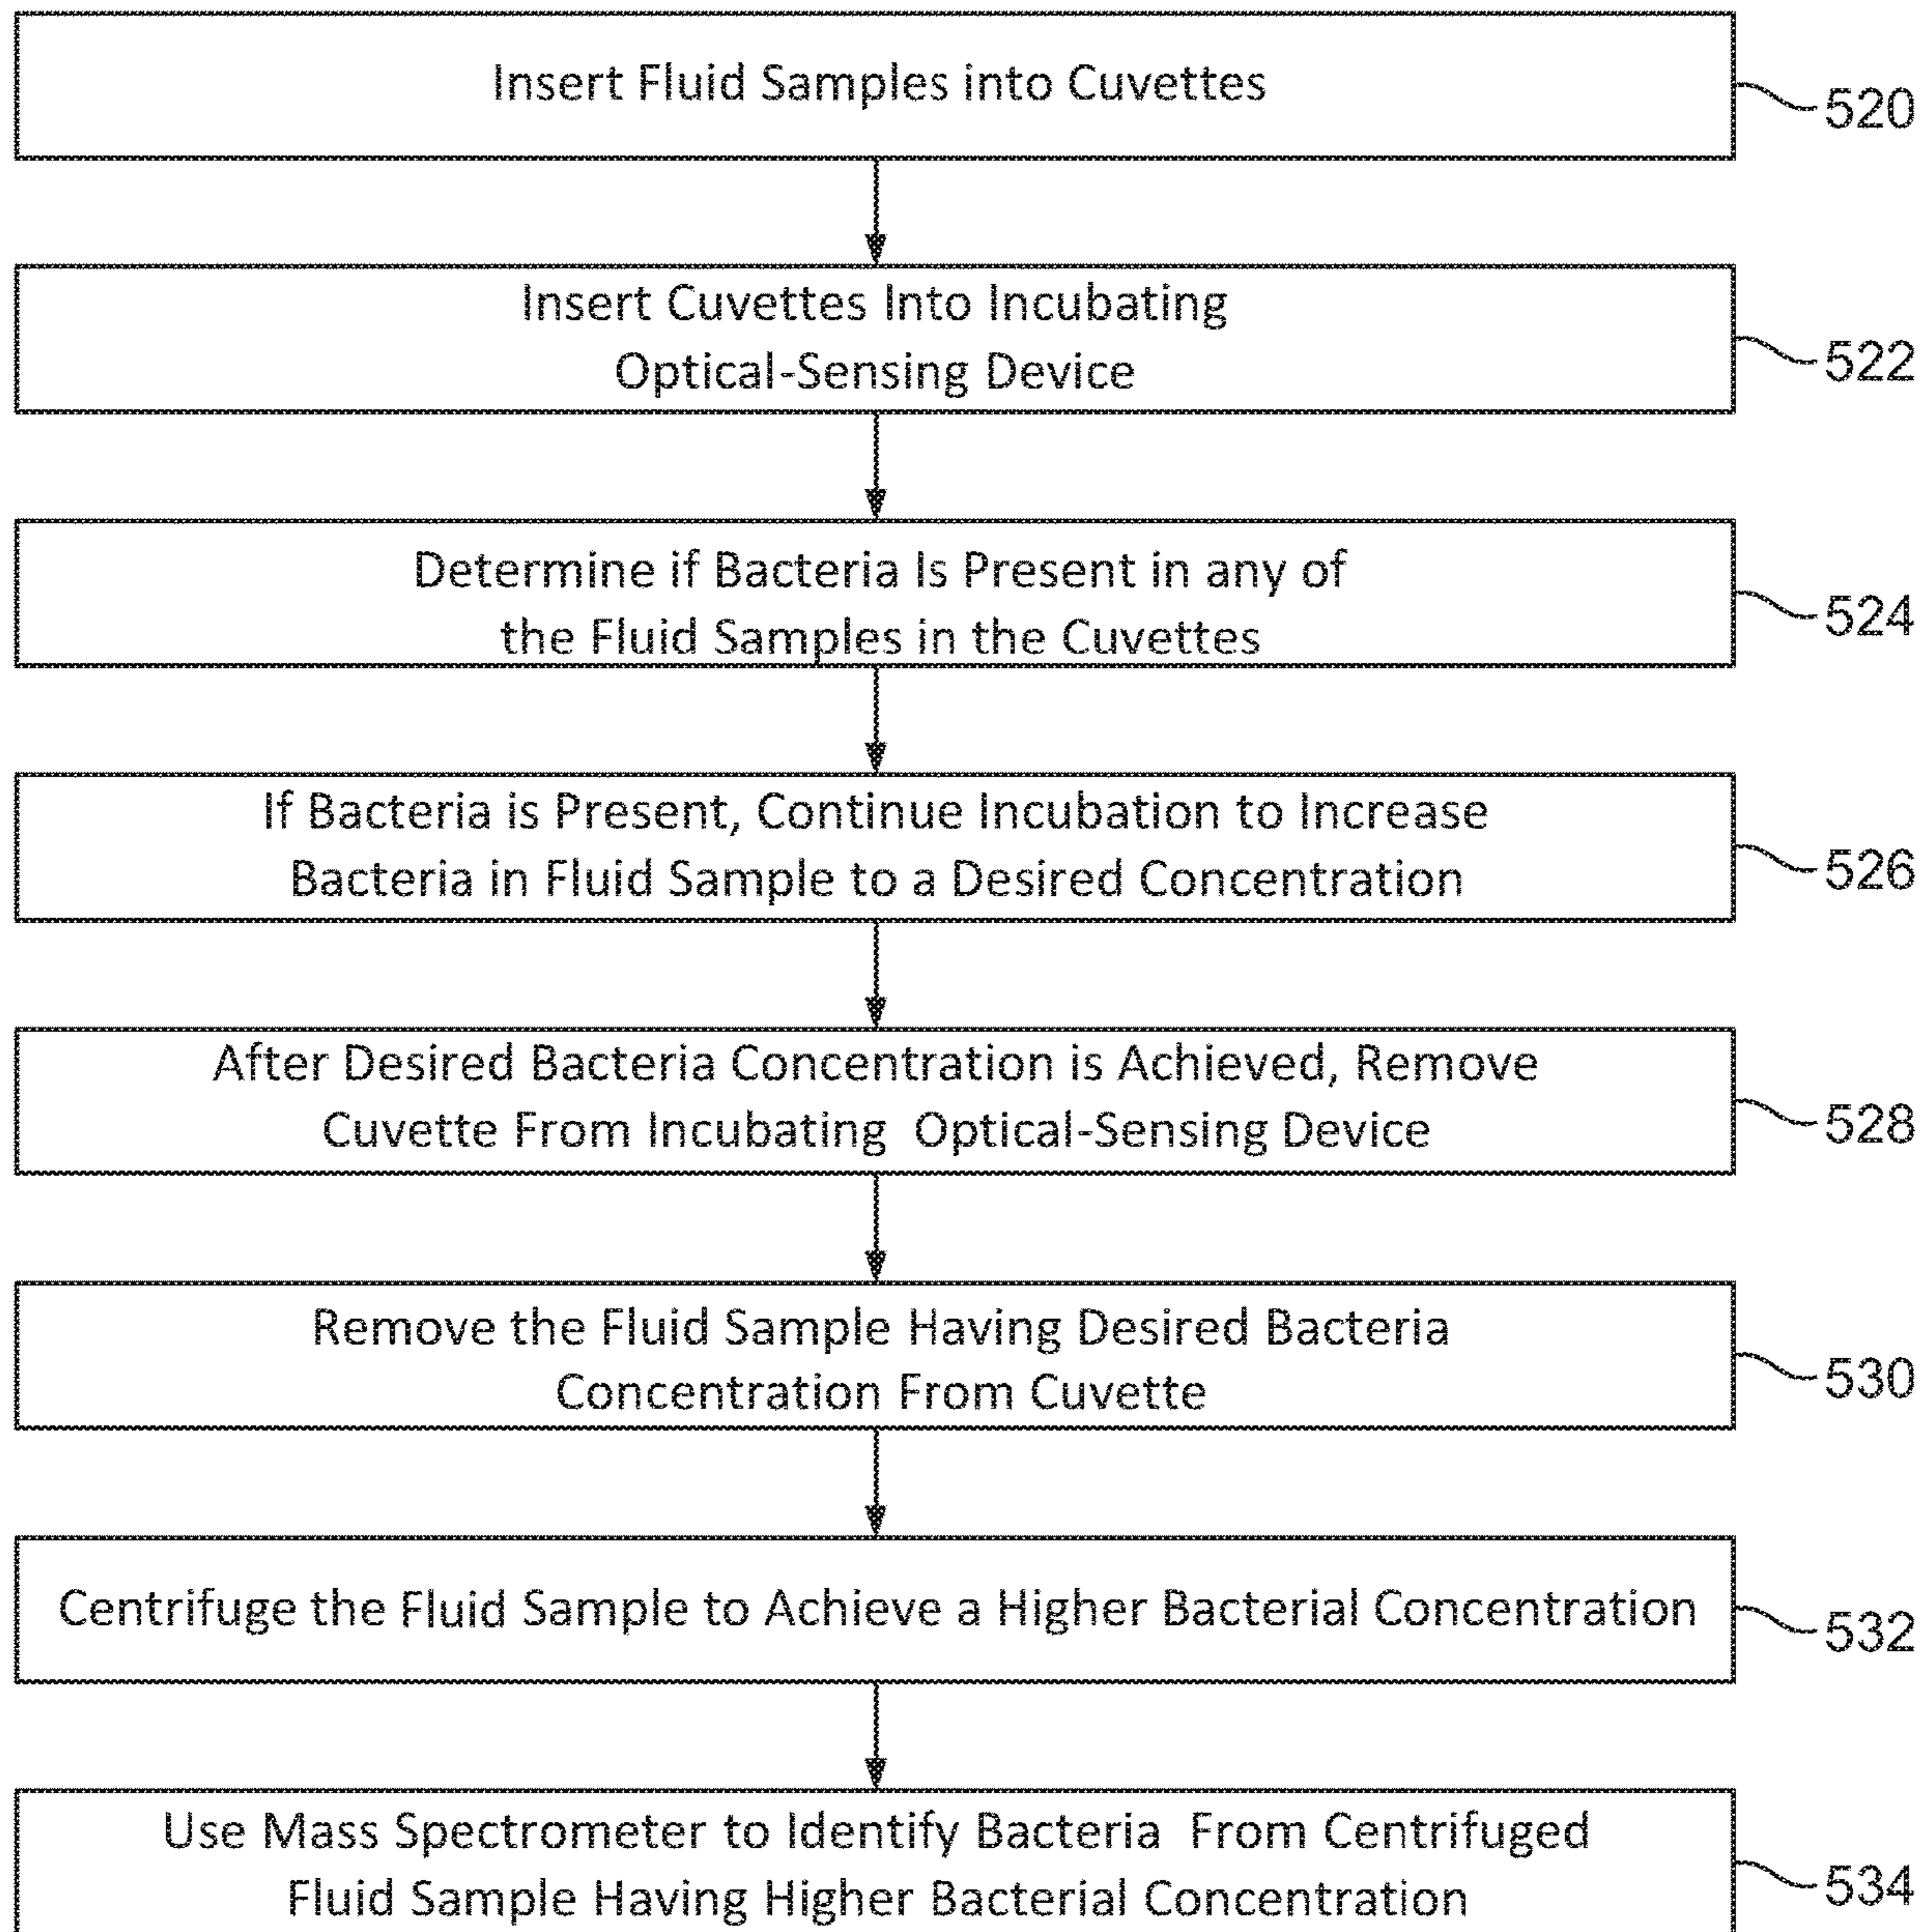 Insert Fluid Samples into Cuvettes
520
Insert Cuvettes Into Incubating
Optical-Sensing Device
522
Determine if Bacteria Is Present in any of
the Fluid Samples in the Cuvettes
524
If Bacteria is Present, Continue Incubation to Increase
Bacteria in Fluid Sample to a Desired Concentration
526
After Desired Bacteria Concentration is Achieved, Remove
Cuvette From Incubating Optical-Sensing Device
528
Remove the Fluid Sample Having Desired Bacteria
Concentration From Cuvette
530
Centrifuge the Fluid Sample to Achieve a Higher Bacterial Concentration
532
Use Mass Spectrometer to Identify Bacteria From Centrifuged
Fluid Sample Having Higher Bacterial Concentration
534